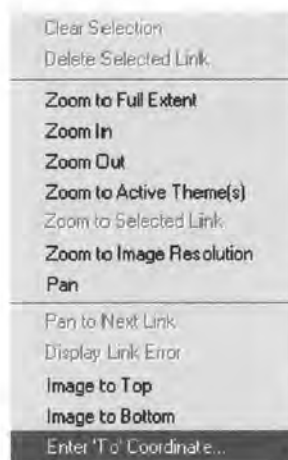 Clear Selection
Delete Selected Link
Zoom to Full Extent
Zoom In
Zoom Out
Zoom to Active Theme(s)
Zoom to Selected Link
Zoom to Image Resolution
Pan
Pan to Next Link
Display Link Error
Image to Top
Image to Bottom
Enter 'To' Coordinate...